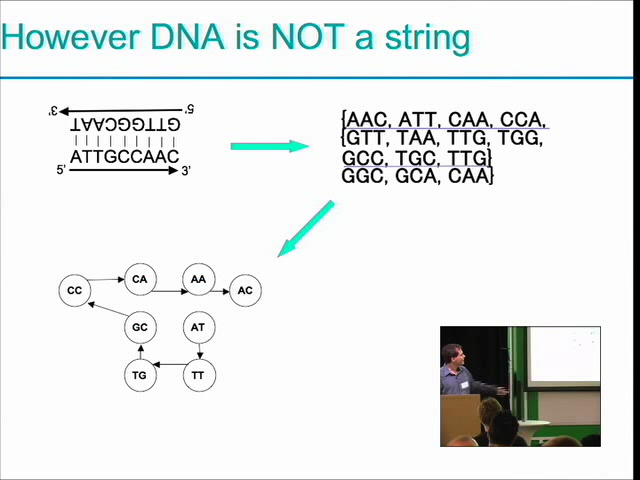 However DNA is NOT a string
3' 5'
GTTGGCAAT
ATTGCCAAC
5' 3'
{AAC, ATT, CAA, CCA,
{GTT, TAA, TTG, TGG,
GCC, TGC, TTG}
GGC, GCA, CAA}
CC
CA
AA
AC
GC
AT
TG
TT